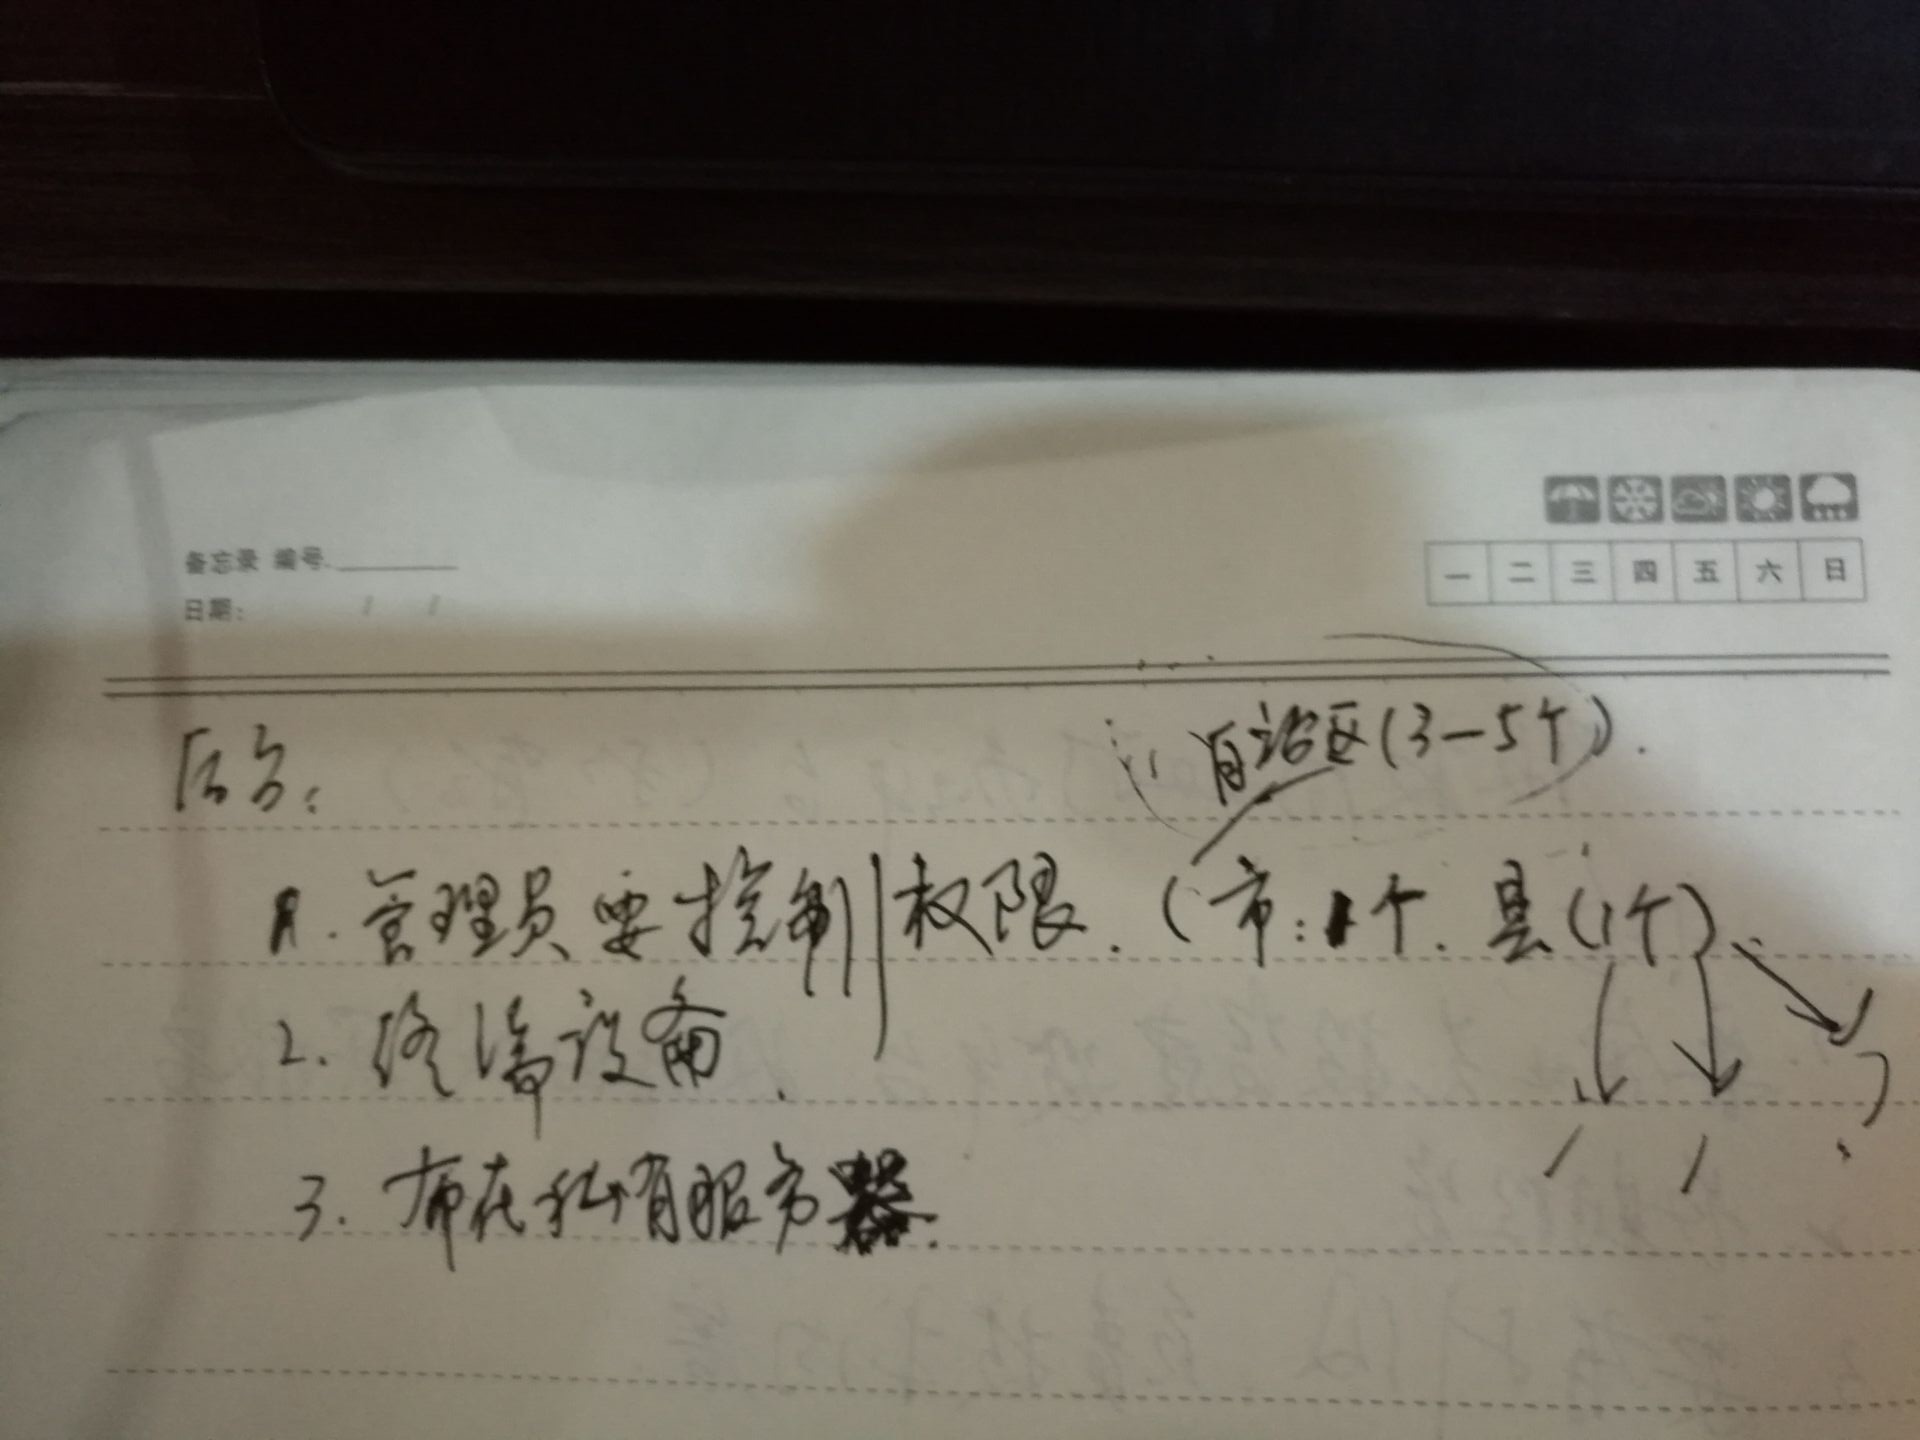 备忘录 编号:
日期: / /
一 二 三 四 五 六 日
后台:
自治区(3-5个).
1. 管理员要控制权限. (市:1个. 县(1个)
2. 终端设备.
3. 布在私有服务器.